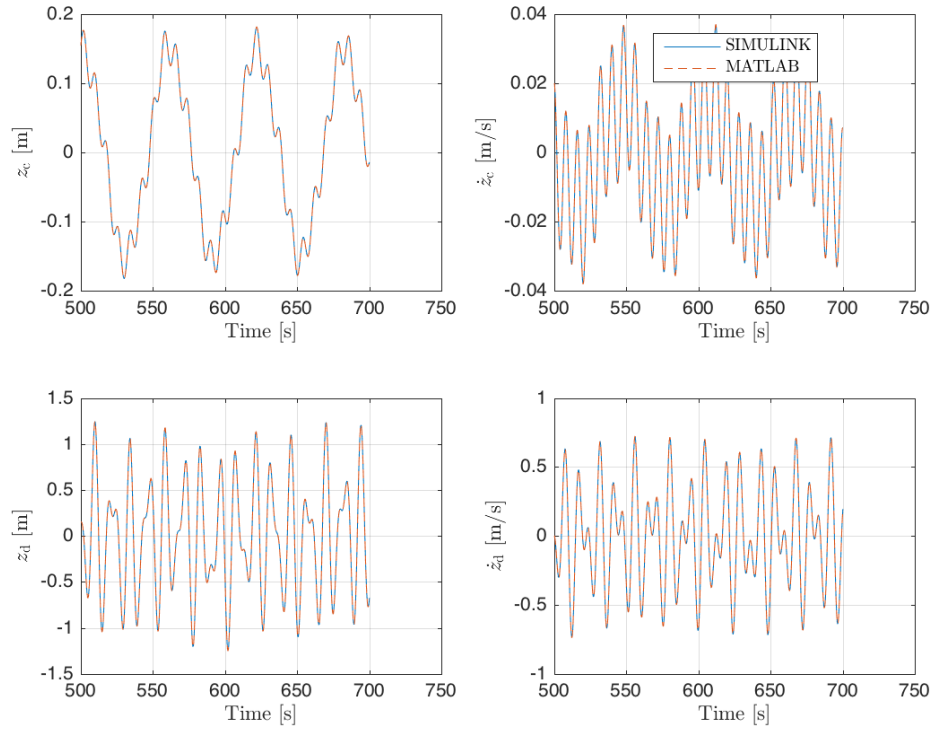 0.2
0.1
0
-0.1
-0.2
z_c [m]
500 550 600 650 700 750
Time [s]
0.04
0.02
0
-0.02
-0.04
ż_c [m/s]
500 550 600 650 700 750
Time [s]
SIMULINK
MATLAB
1.5
1
0.5
0
-0.5
-1
-1.5
z_d [m]
500 550 600 650 700 750
Time [s]
1
0.5
0
-0.5
-1
ż_d [m/s]
500 550 600 650 700 750
Time [s]